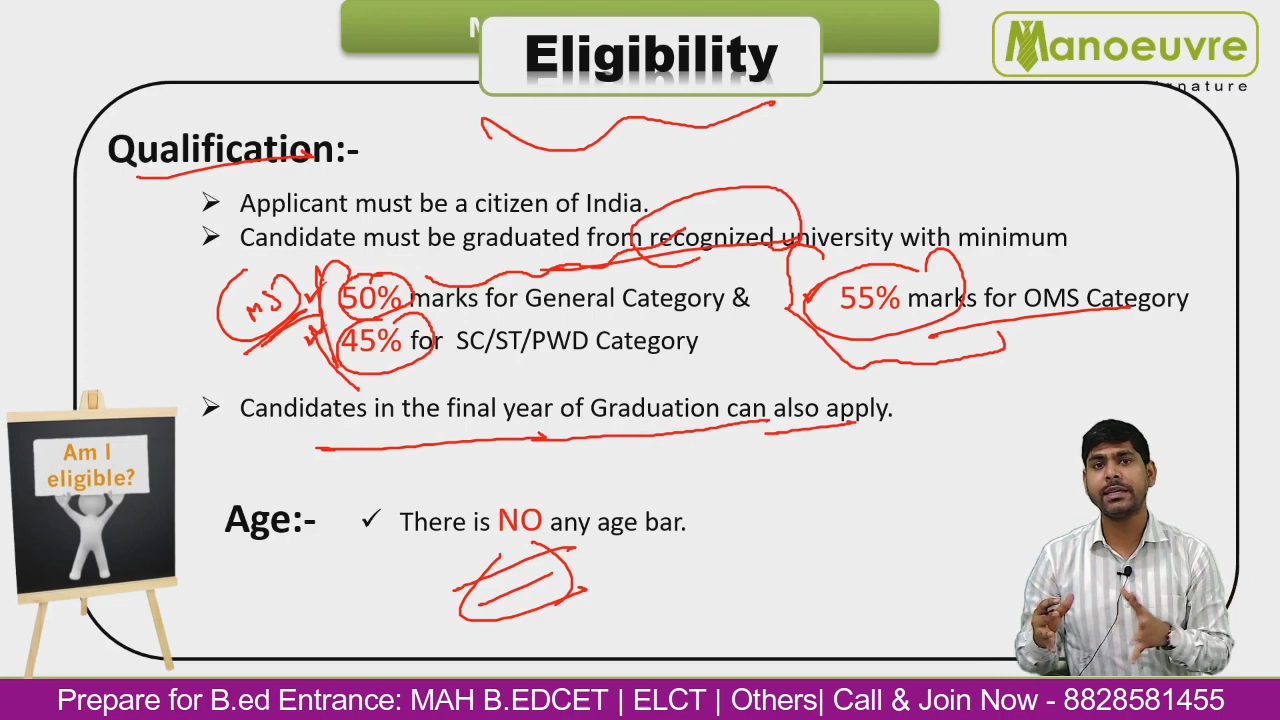 Eligibility
Manoeuvre
nature
Qualification:-
Applicant must be a citizen of India.
Candidate must be graduated from recognized university with minimum
50% marks for General Category & 55% marks for OMS Category
MS
45% for SC/ST/PWD Category
Candidates in the final year of Graduation can also apply.
Am I
eligible?
Age:- There is NO any age bar.
Prepare for B.ed Entrance: MAH B.EDCET | ELCT | Others| Call & Join Now - 8828581455